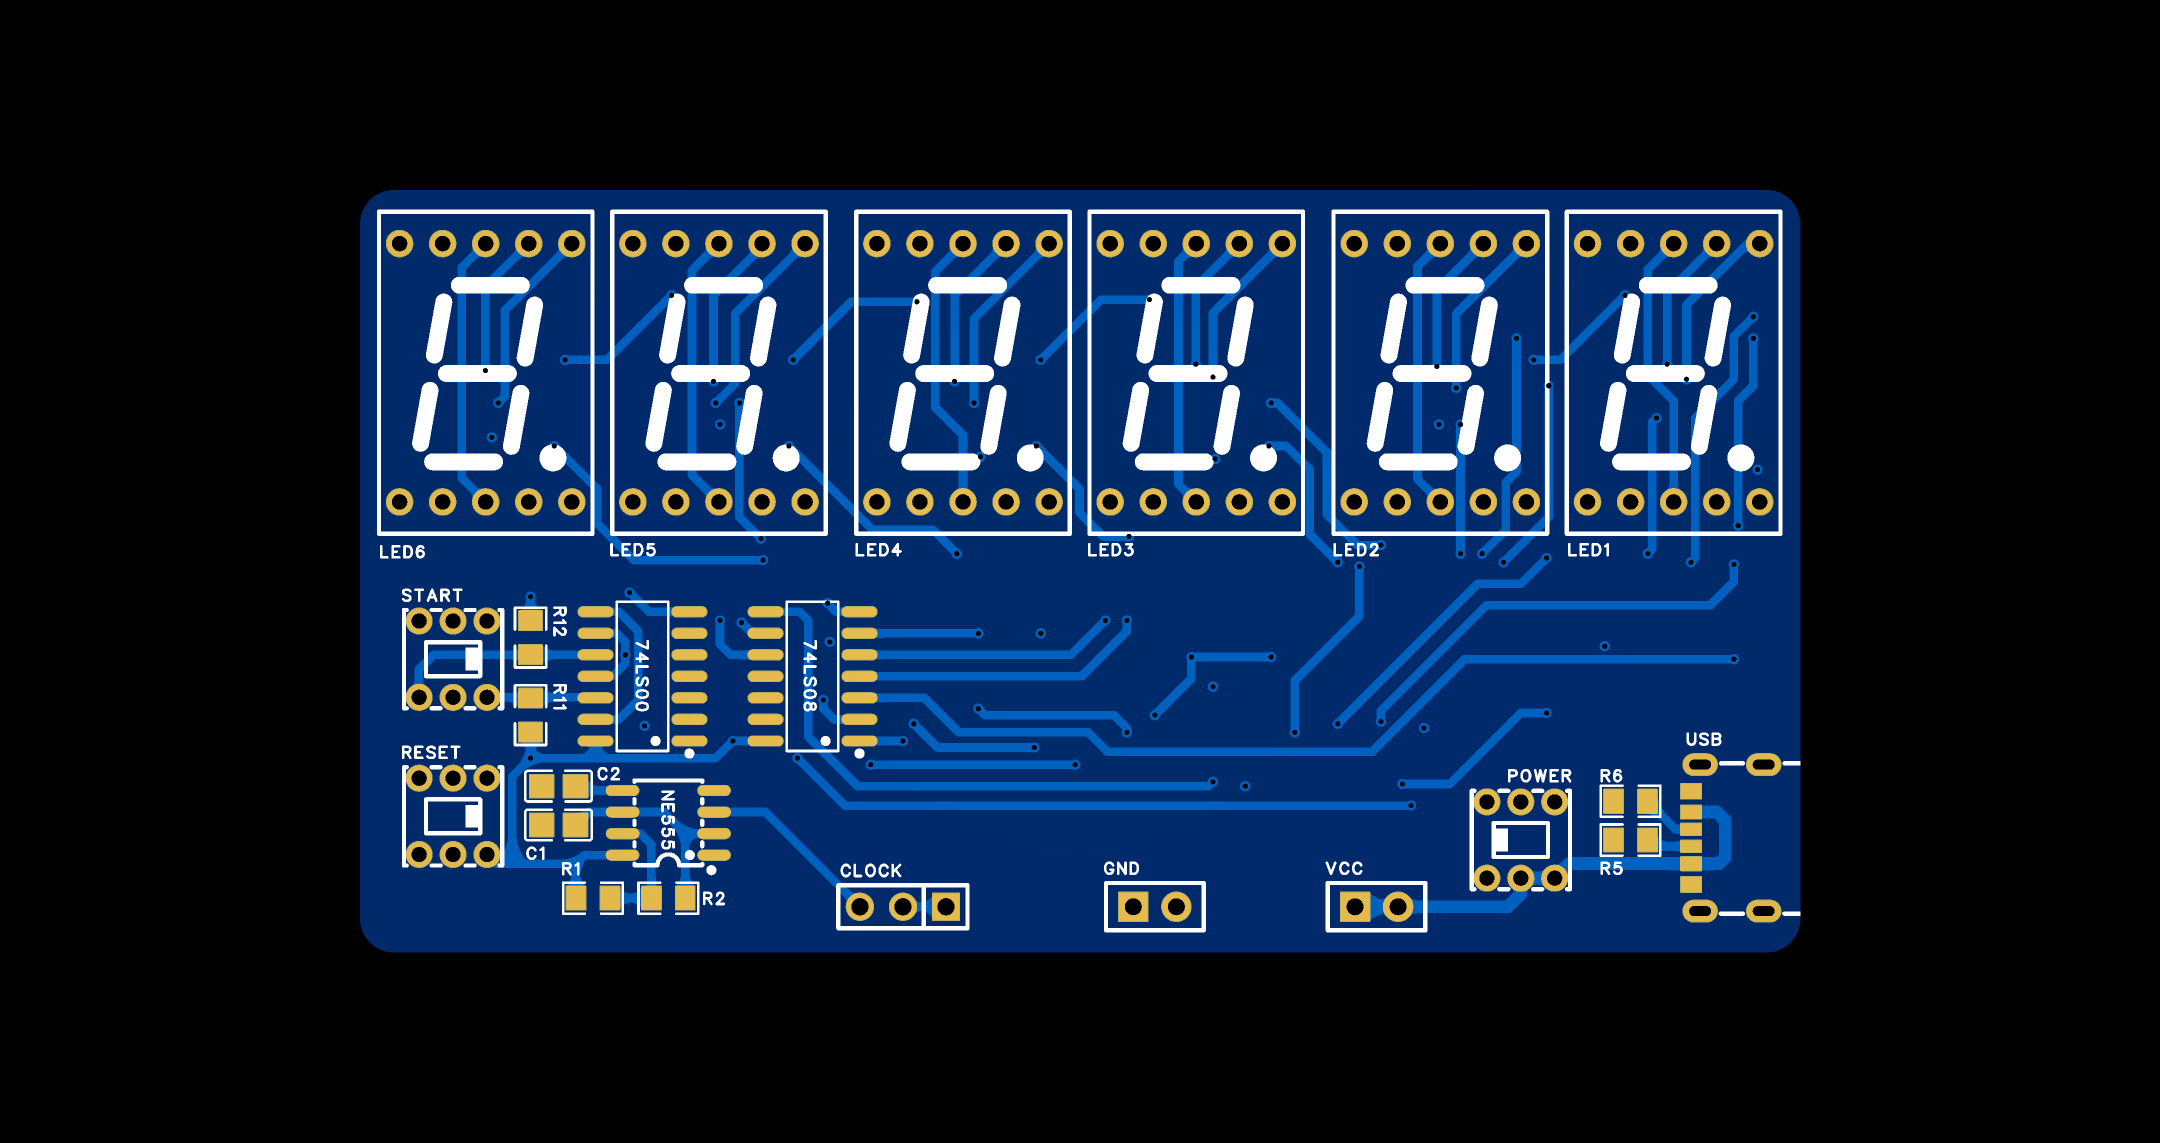 LED6
LED5
LED4
LED3
LED2
LED1
START
R12
74LS00
74LS08
R11
RESET
C2
NE555
C1
R1
R2
CLOCK
GND
VCC
POWER
R6
R5
USB